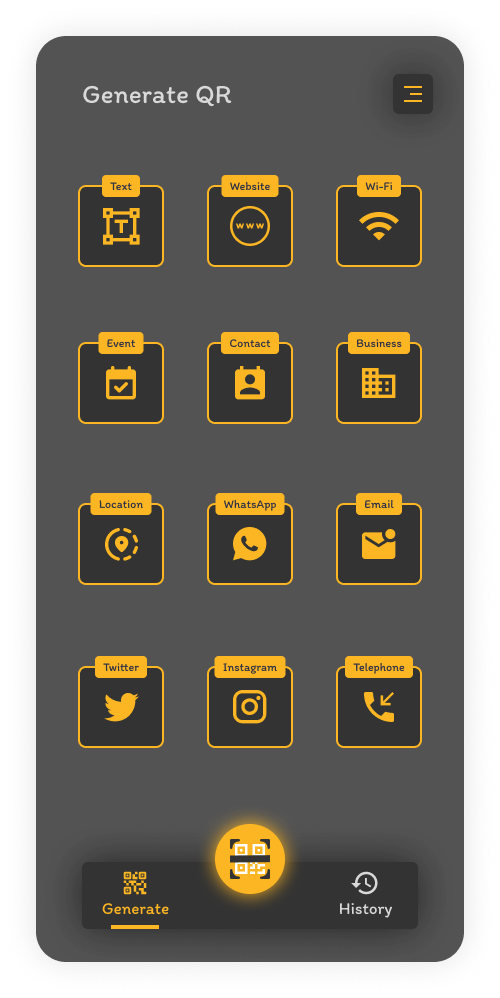 Generate QR
Text
Website
Wi-Fi
T
www
Event
Contact
Business
Location
WhatsApp
Email
Twitter
Instagram
Telephone
Generate
History